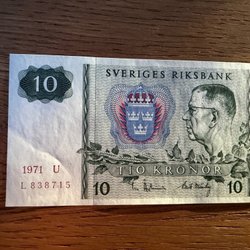 SVERIGES RIKSBANK
10
1971 U
L 838715
TIO KRONOR
10
10